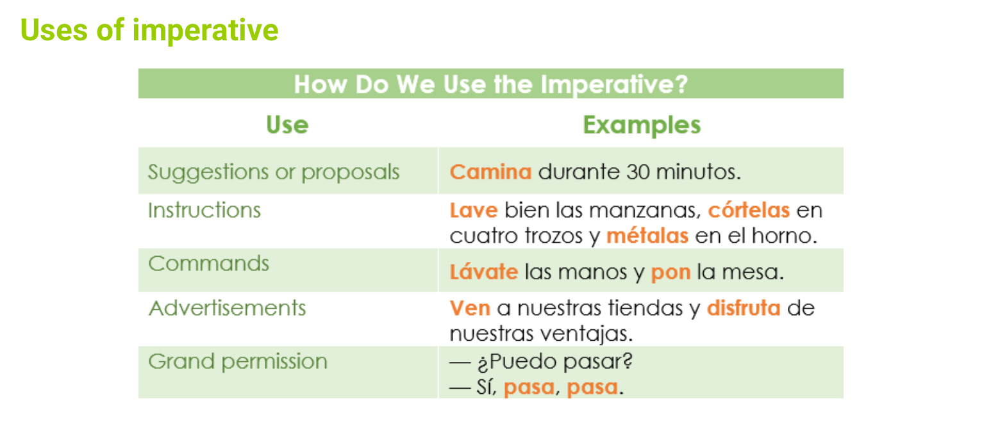 Uses of imperative
How Do We Use the Imperative?
Use Examples
Suggestions or proposals Camina durante 30 minutos.
Instructions Lave bien las manzanas, córtelas en
cuatro trozos y métalas en el horno.
Commands Lávate las manos y pon la mesa.
Advertisements Ven a nuestras tiendas y disfruta de
nuestras ventajas.
Grand permission — ¿Puedo pasar?
— Sí, pasa, pasa.